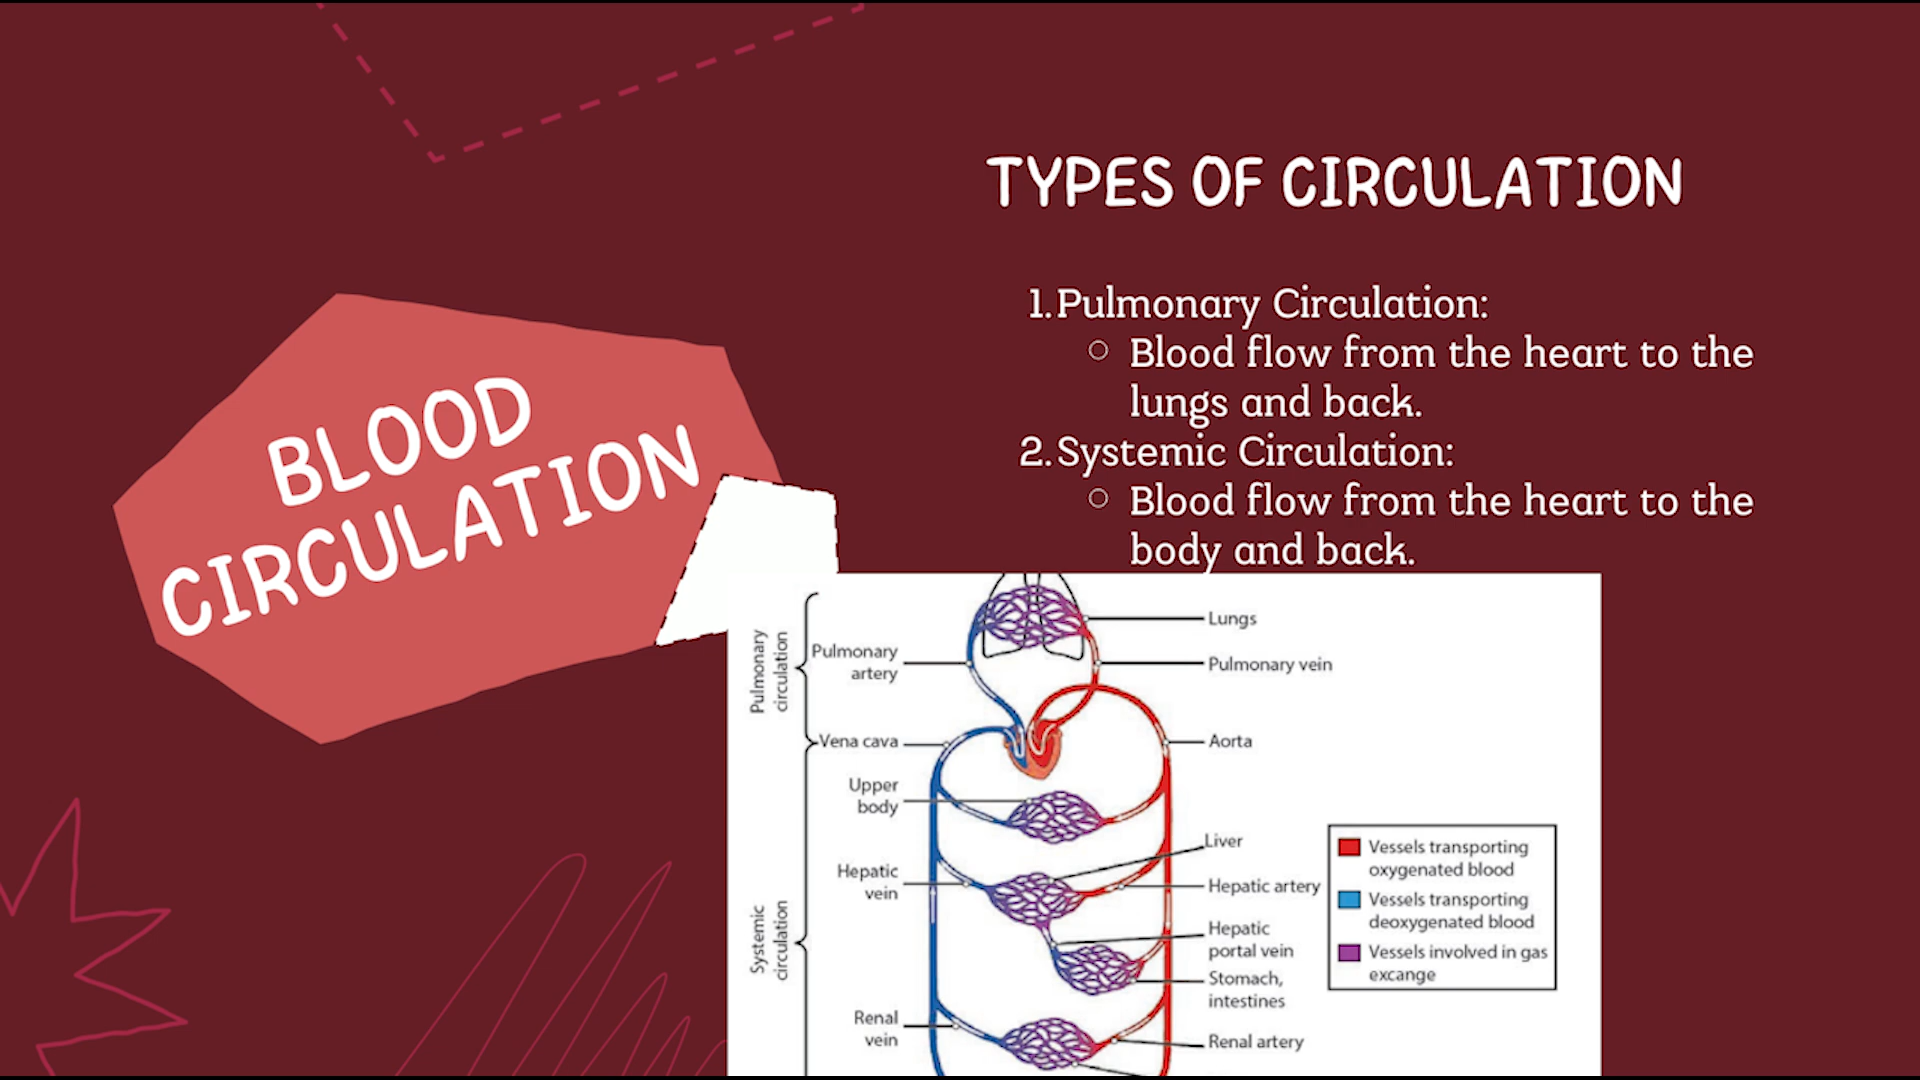 BLOOD
CIRCULATION
TYPES OF CIRCULATION
1. Pulmonary Circulation:
○ Blood flow from the heart to the
lungs and back.
2. Systemic Circulation:
○ Blood flow from the heart to the
body and back.
Pulmonary
circulation
Systemic
circulation
Pulmonary
artery
Vena cava
Upper
body
Hepatic
vein
Renal
vein
Lungs
Pulmonary vein
Aorta
Liver
Hepatic artery
Hepatic
portal vein
Stomach,
intestines
Renal artery
Vessels transporting
oxygenated blood
Vessels transporting
deoxygenated blood
Vessels involved in gas
excange